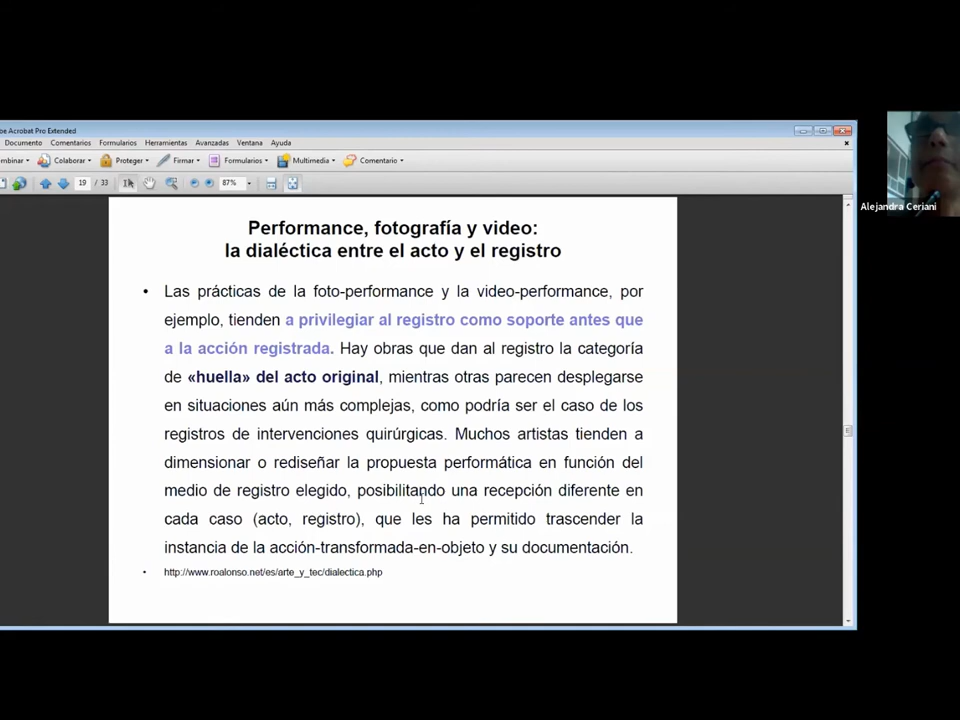 be Acrobat Pro Extended
Documento Comentarios Formularios Herramientas Avanzadas Ventana Ayuda
mbinar Colaborar Proteger Firmar Formularios Multimedia Comentario
19 / 33 87%
Performance, fotografía y video:
la dialéctica entre el acto y el registro
• Las prácticas de la foto-performance y la video-performance, por
ejemplo, tienden a privilegiar al registro como soporte antes que
a la acción registrada. Hay obras que dan al registro la categoría
de «huella» del acto original, mientras otras parecen desplegarse
en situaciones aún más complejas, como podría ser el caso de los
registros de intervenciones quirúrgicas. Muchos artistas tienden a
dimensionar o rediseñar la propuesta performática en función del
medio de registro elegido, posibilitando una recepción diferente en
cada caso (acto, registro), que les ha permitido trascender la
instancia de la acción-transformada-en-objeto y su documentación.
• http://www.roalonso.net/es/arte_y_tec/dialectica.php
Alejandra Ceriani